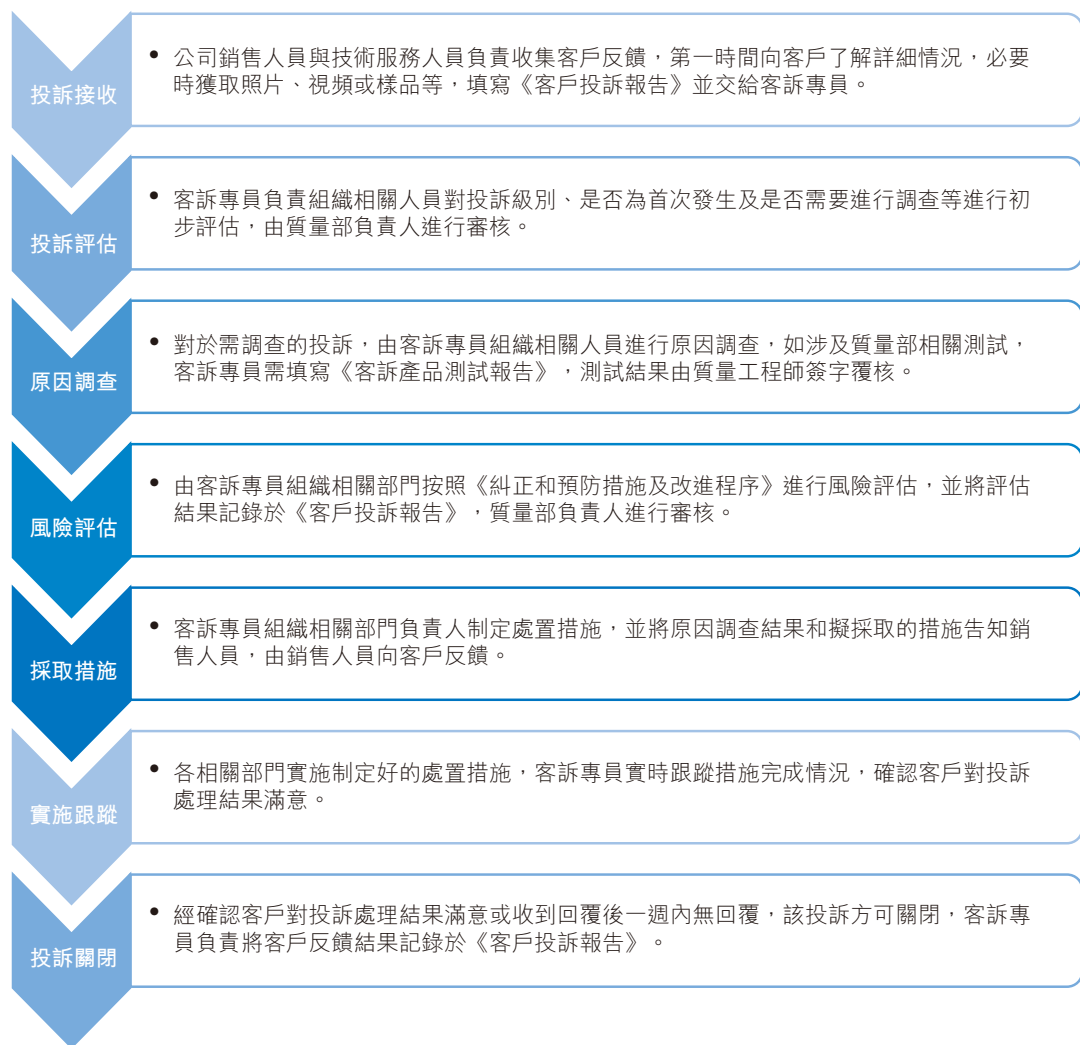 投訴接收
• 公司銷售人員與技術服務人員負責收集客戶反饋，第一時間向客戶了解詳細情況，必要
時獲取照片、視頻或樣品等，填寫《客戶投訴報告》並交給客訴專員。
投訴評估
• 客訴專員負責組織相關人員對投訴級別、是否為首次發生及是否需要進行調查等進行初
步評估，由質量部負責人進行審核。
原因調查
• 對於需調查的投訴，由客訴專員組織相關人員進行原因調查，如涉及質量部相關測試，
客訴專員需填寫《客訴產品測試報告》，測試結果由質量工程師簽字覆核。
風險評估
• 由客訴專員組織相關部門按照《糾正和預防措施及改進程序》進行風險評估，並將評估
結果記錄於《客戶投訴報告》，質量部負責人進行審核。
採取措施
• 客訴專員組織相關部門負責人制定處置措施，並將原因調查結果和擬採取的措施告知銷
售人員，由銷售人員向客戶反饋。
實施跟蹤
• 各相關部門實施制定好的處置措施，客訴專員實時跟蹤措施完成情況，確認客戶對投訴
處理結果滿意。
投訴關閉
• 經確認客戶對投訴處理結果滿意或收到回覆後一週內無回覆，該投訴方可關閉，客訴專
員負責將客戶反饋結果記錄於《客戶投訴報告》。